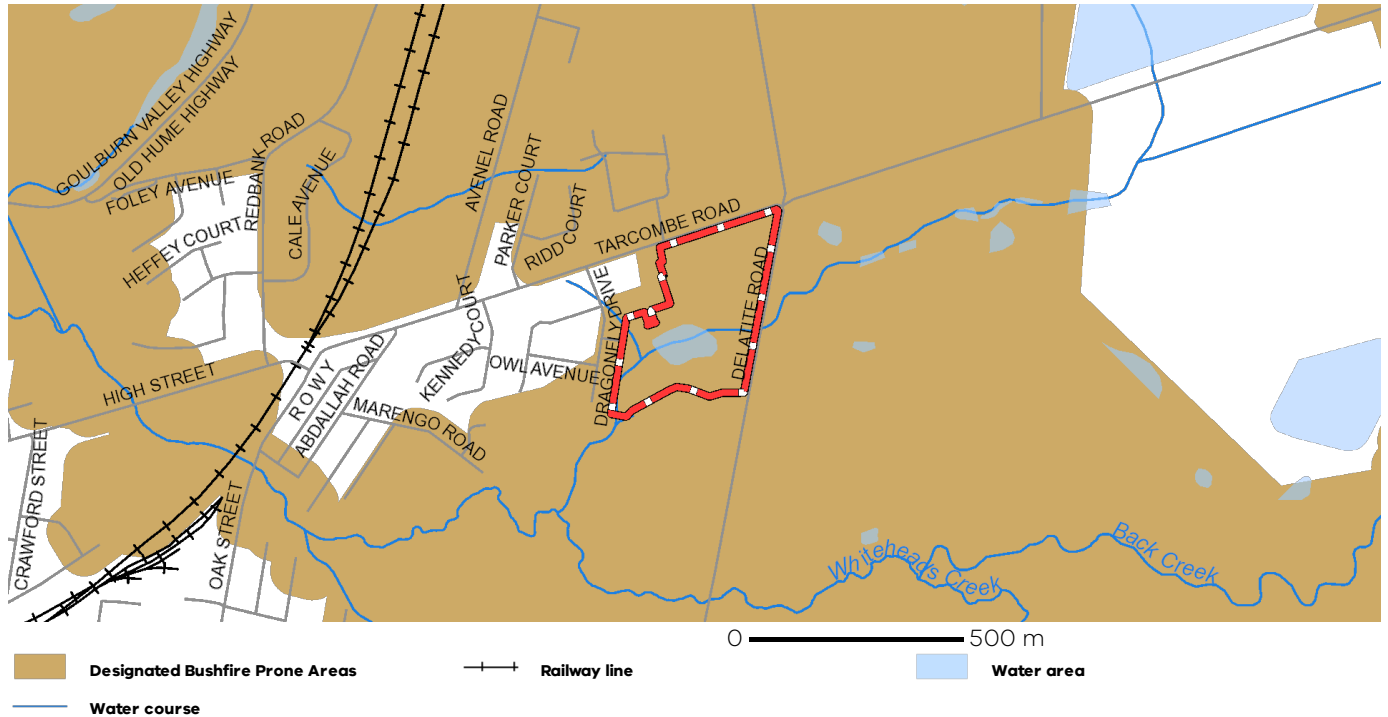 GOULBURN VALLEY HIGHWAY
OLD HUME HIGHWAY
FOLEY AVENUE
REDBANK ROAD
HEFFEY COURT
CALE AVENUE
AVENEL ROAD
PARKER COURT
RIDD COURT
TARCOMBE ROAD
DRAGONELY DRIVE
DELATITE ROAD
KENNEDY COURT
OWL AVENUE
HIGH STREET
ROWY
ABDALLAH ROAD
MARENGO ROAD
CRAWFORD STREET
OAK STREET
Whiteheads Creek
Back Creek
0 500 m
Designated Bushfire Prone Areas
Railway line
Water area
Water course